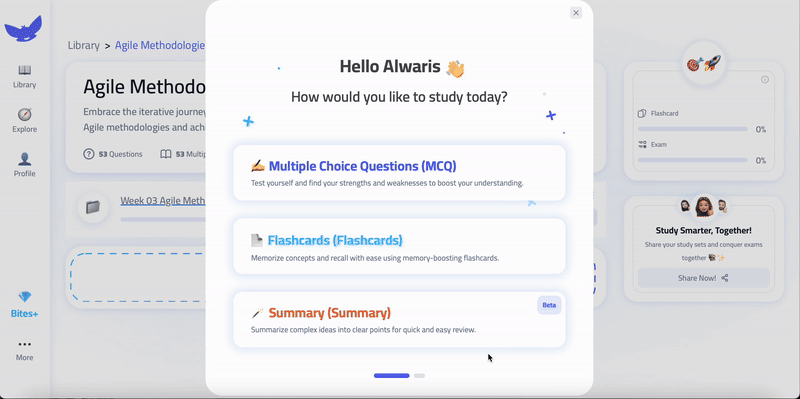 Library
Explore
Profile
Bites+
More
Library > Agile Methodologie
Agile Methodo
Embrace the iterative journey
Agile methodologies and ach
53 Questions
53 Multip
Week 03 Agile Meth
Hello Alwaris
How would you like to study today?
Multiple Choice Questions (MCQ)
Test yourself and find your strengths and weaknesses to boost your understanding.
Flashcards (Flashcards)
Memorize concepts and recall with ease using memory-boosting flashcards.
Beta
Summary (Summary)
Summarize complex ideas into clear points for quick and easy review.
Flashcard
0%
Exam
0%
Study Smarter, Together!
Share your study sets and conquer exams
together
Share Now!